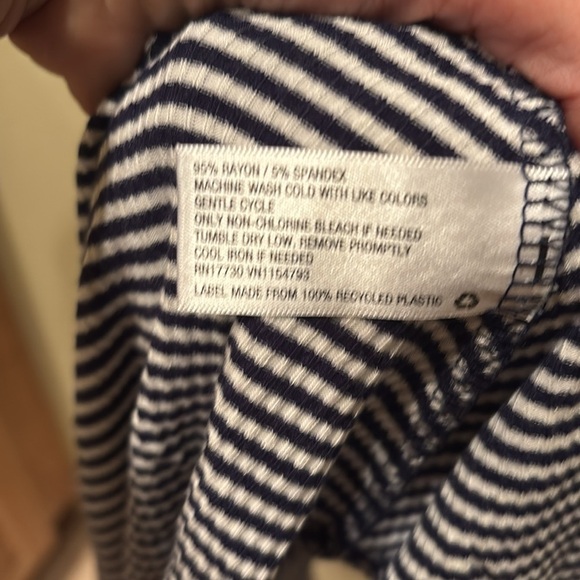 95% RAYON / 5% SPANDEX
MACHINE WASH COLD WITH LIKE COLORS
GENTLE CYCLE
ONLY NON-CHLORINE BLEACH IF NEEDED
TUMBLE DRY LOW, REMOVE PROMPTLY
COOL IRON IF NEEDED
RN17730 VN1154793
LABEL MADE FROM 100% RECYCLED PLASTIC